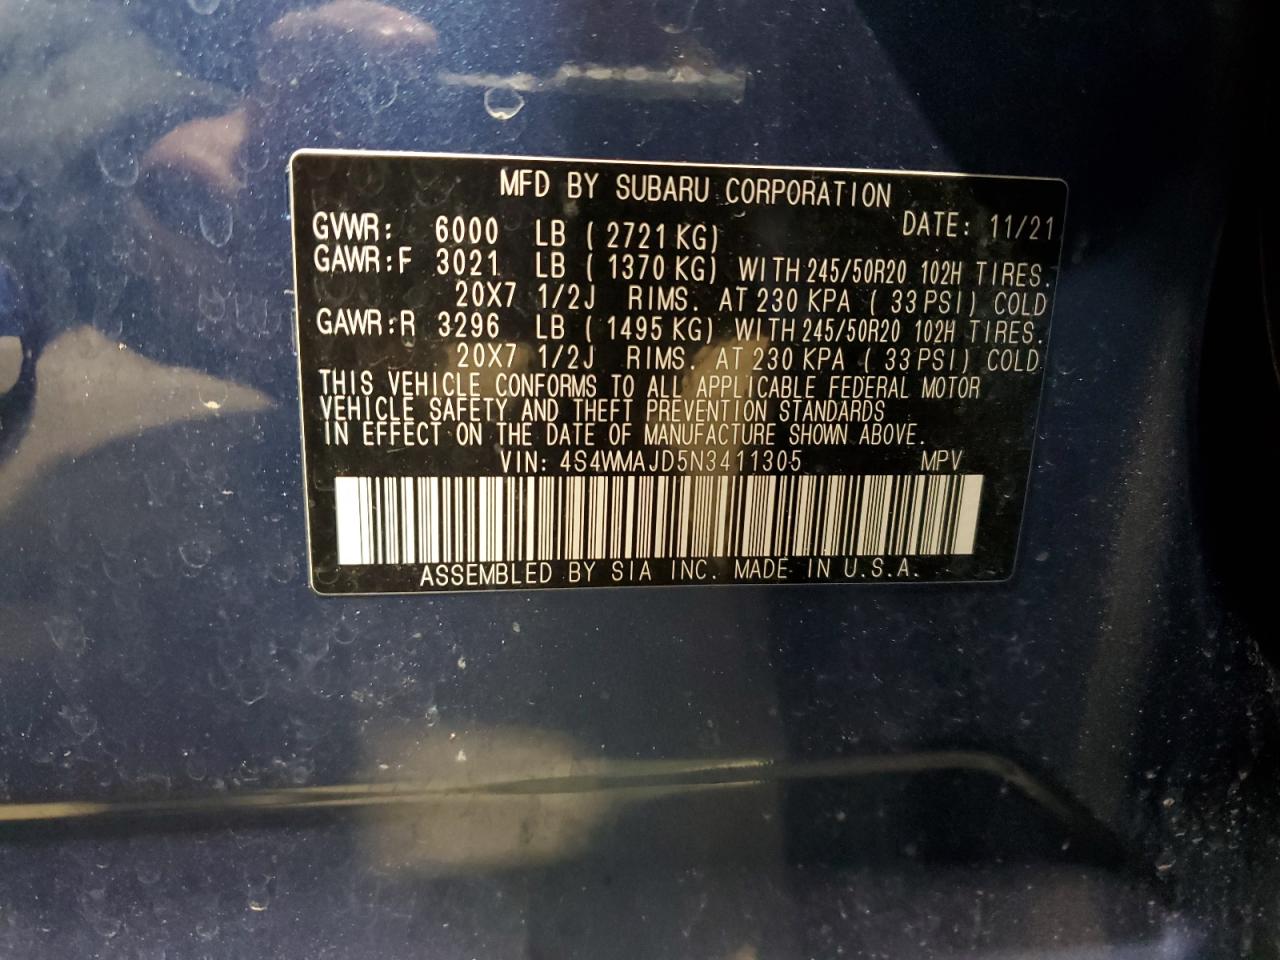 MFD BY SUBARU CORPORATION
DATE: 11/21
GVWR: 6000 LB ( 2721 KG)
GAWR:F 3021 LB ( 1370 KG) WITH 245/50R20 102H TIRES.
20X7 1/2J RIMS. AT 230 KPA ( 33 PSI) COLD
GAWR:R 3296 LB ( 1495 KG) WITH 245/50R20 102H TIRES.
20X7 1/2J RIMS. AT 230 KPA ( 33 PSI) COLD
THIS VEHICLE CONFORMS TO ALL APPLICABLE FEDERAL MOTOR
VEHICLE SAFETY AND THEFT PREVENTION STANDARDS
IN EFFECT ON THE DATE OF MANUFACTURE SHOWN ABOVE.
VIN: 4S4WMAJD5N3411305 MPV
ASSEMBLED BY SIA INC. MADE IN U.S.A.